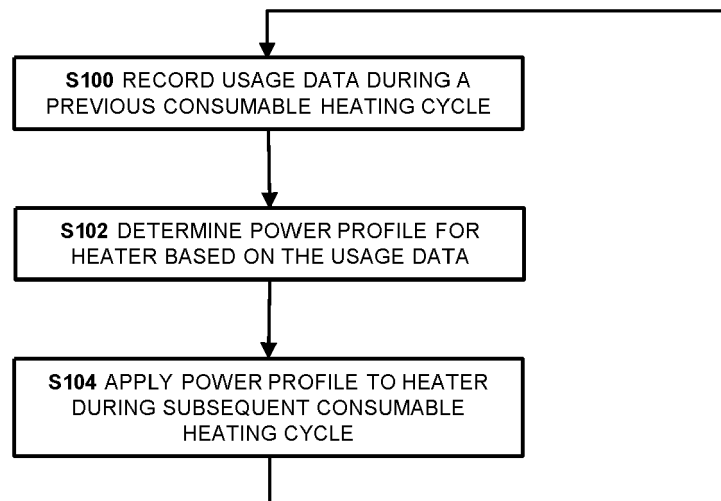 S100 RECORD USAGE DATA DURING A
PREVIOUS CONSUMABLE HEATING CYCLE
S102 DETERMINE POWER PROFILE FOR
HEATER BASED ON THE USAGE DATA
S104 APPLY POWER PROFILE TO HEATER
DURING SUBSEQUENT CONSUMABLE
HEATING CYCLE